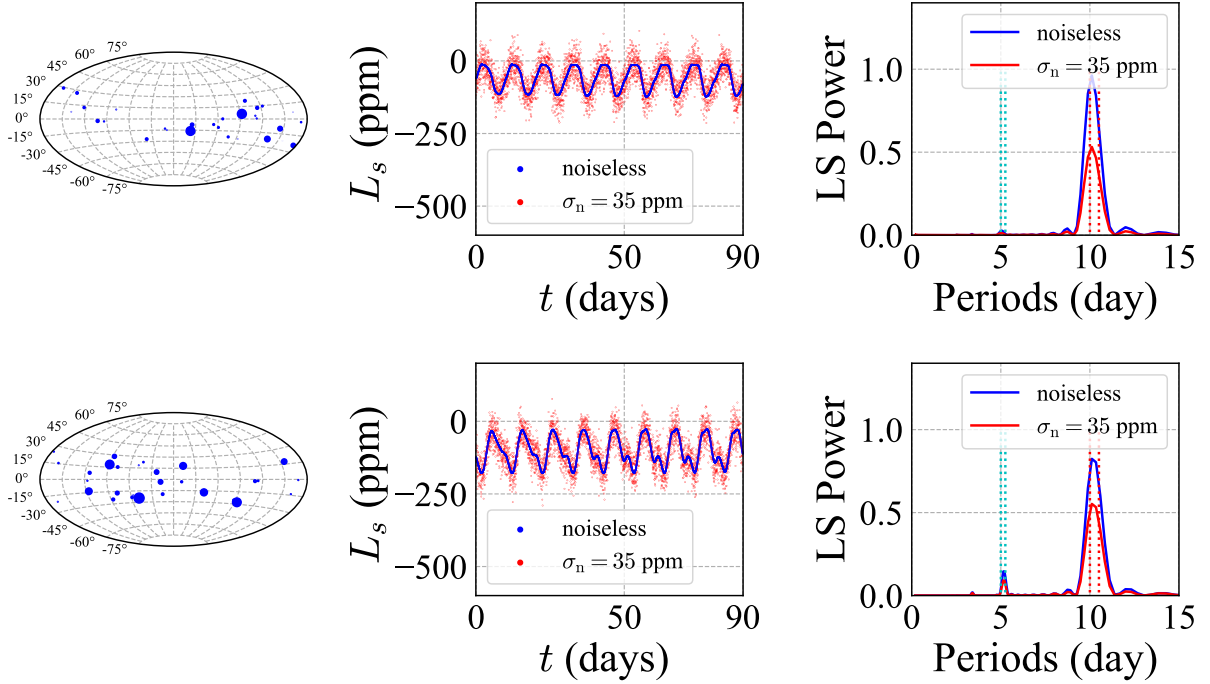 75°
60°
45°
30°
15°
0°
-15°
-30°
-45°
-60°
-75°
L_s (ppm)
0
−250
−500
noiseless
σ_n = 35 ppm
0 50 90
t (days)
LS Power
1.0
0.5
0.0
noiseless
σ_n = 35 ppm
0 5 10 15
Periods (day)
75°
60°
45°
30°
15°
0°
-15°
-30°
-45°
-60°
-75°
L_s (ppm)
0
−250
−500
noiseless
σ_n = 35 ppm
0 50 90
t (days)
LS Power
1.0
0.5
0.0
noiseless
σ_n = 35 ppm
0 5 10 15
Periods (day)